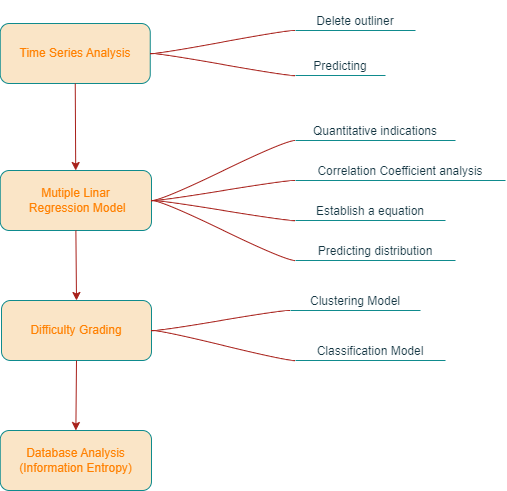 Time Series Analysis
Delete outliner
Predicting
Mutiple Linar
Regression Model
Quantitative indications
Correlation Coefficient analysis
Establish a equation
Predicting distribution
Difficulty Grading
Clustering Model
Classification Model
Database Analysis
(Information Entropy)